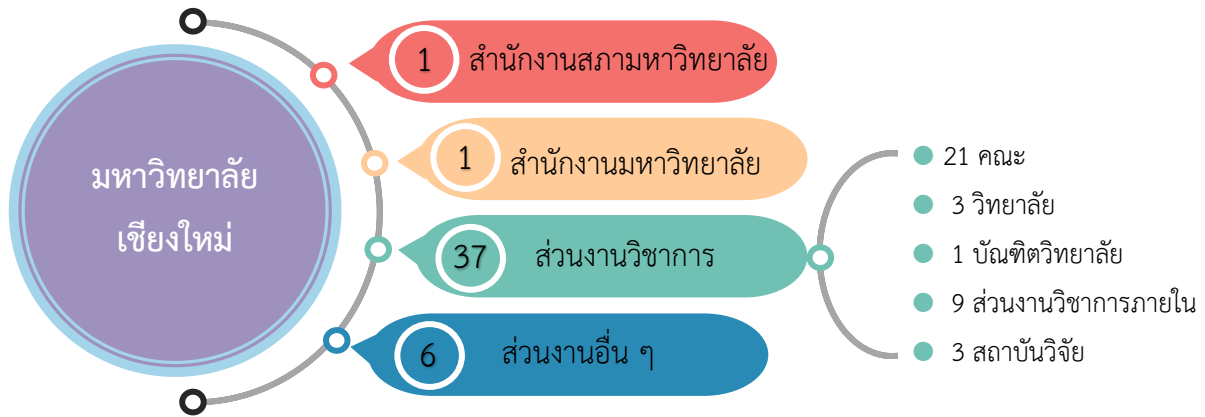 มหาวิทยาลัย
เชียงใหม่
1 สำนักงานสภามหาวิทยาลัย
1 สำนักงานมหาวิทยาลัย
37 ส่วนงานวิชาการ
6 ส่วนงานอื่น ๆ
21 คณะ
3 วิทยาลัย
1 บัณฑิตวิทยาลัย
9 ส่วนงานวิชาการภายใน
3 สถาบันวิจัย